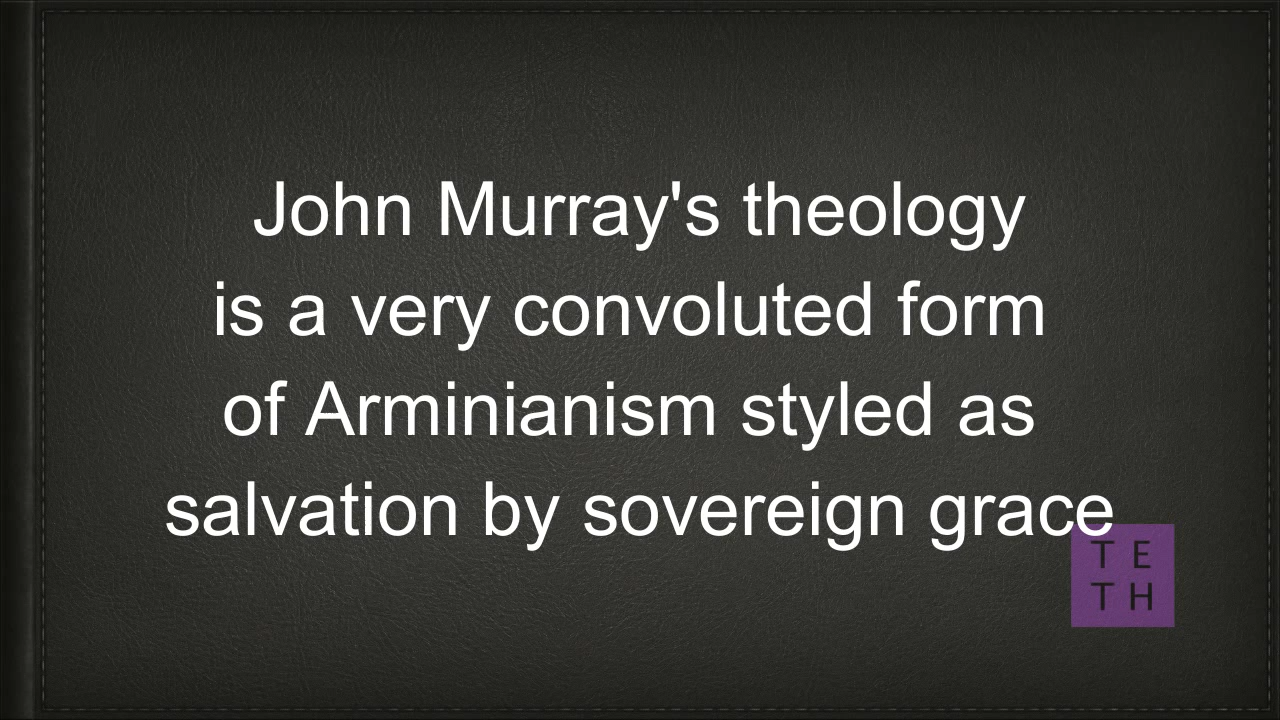 John Murray's theology
is a very convoluted form
of Arminianism styled as
salvation by sovereign grace
T E
T H